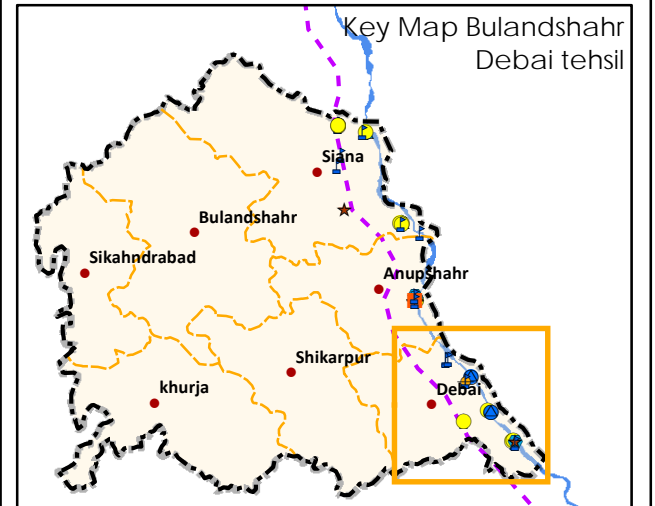 Key Map Bulandshahr
Debai tehsil
Siana
Bulandshahr
Sikahndrabad
Anupshahr
Shikarpur
khurja
Debai